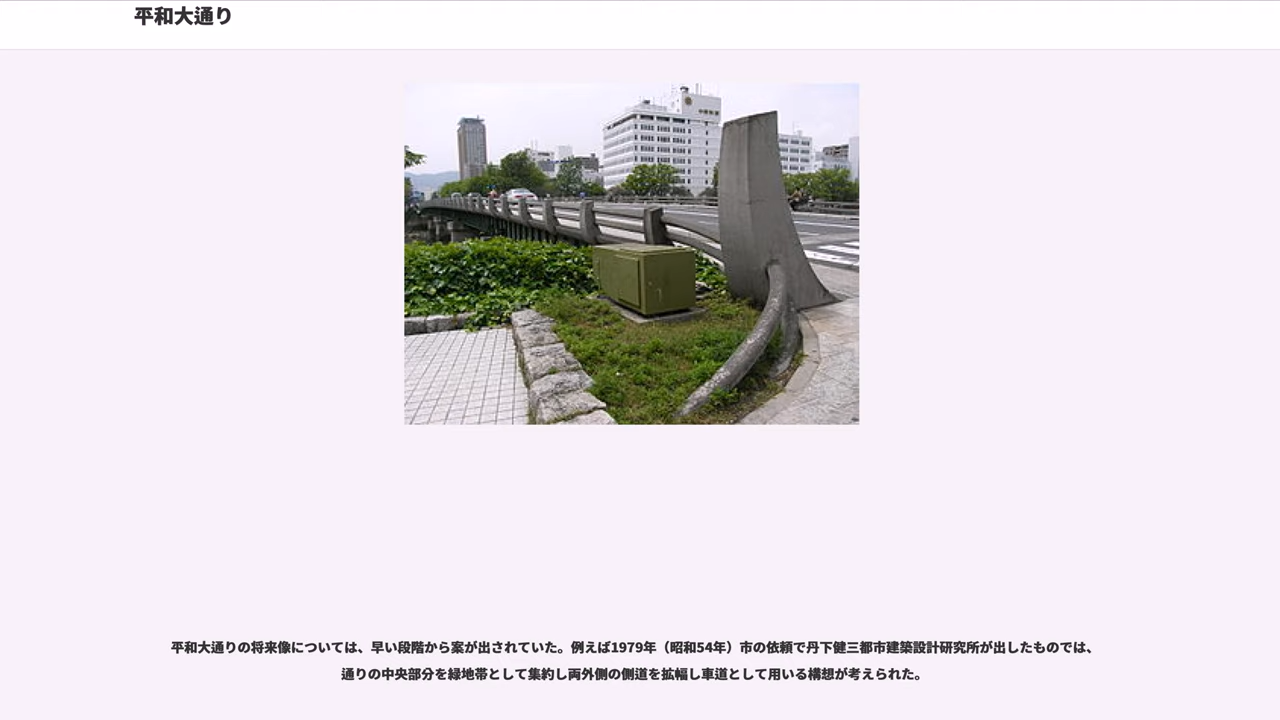 平和大通り
平和大通りの将来像については、早い段階から案が出されていた。例えば1979年（昭和54年）市の依頼で丹下健三都市建築設計研究所が出したものでは、
通りの中央部分を緑地帯として集約し両外側の側道を拡幅し車道として用いる構想が考えられた。